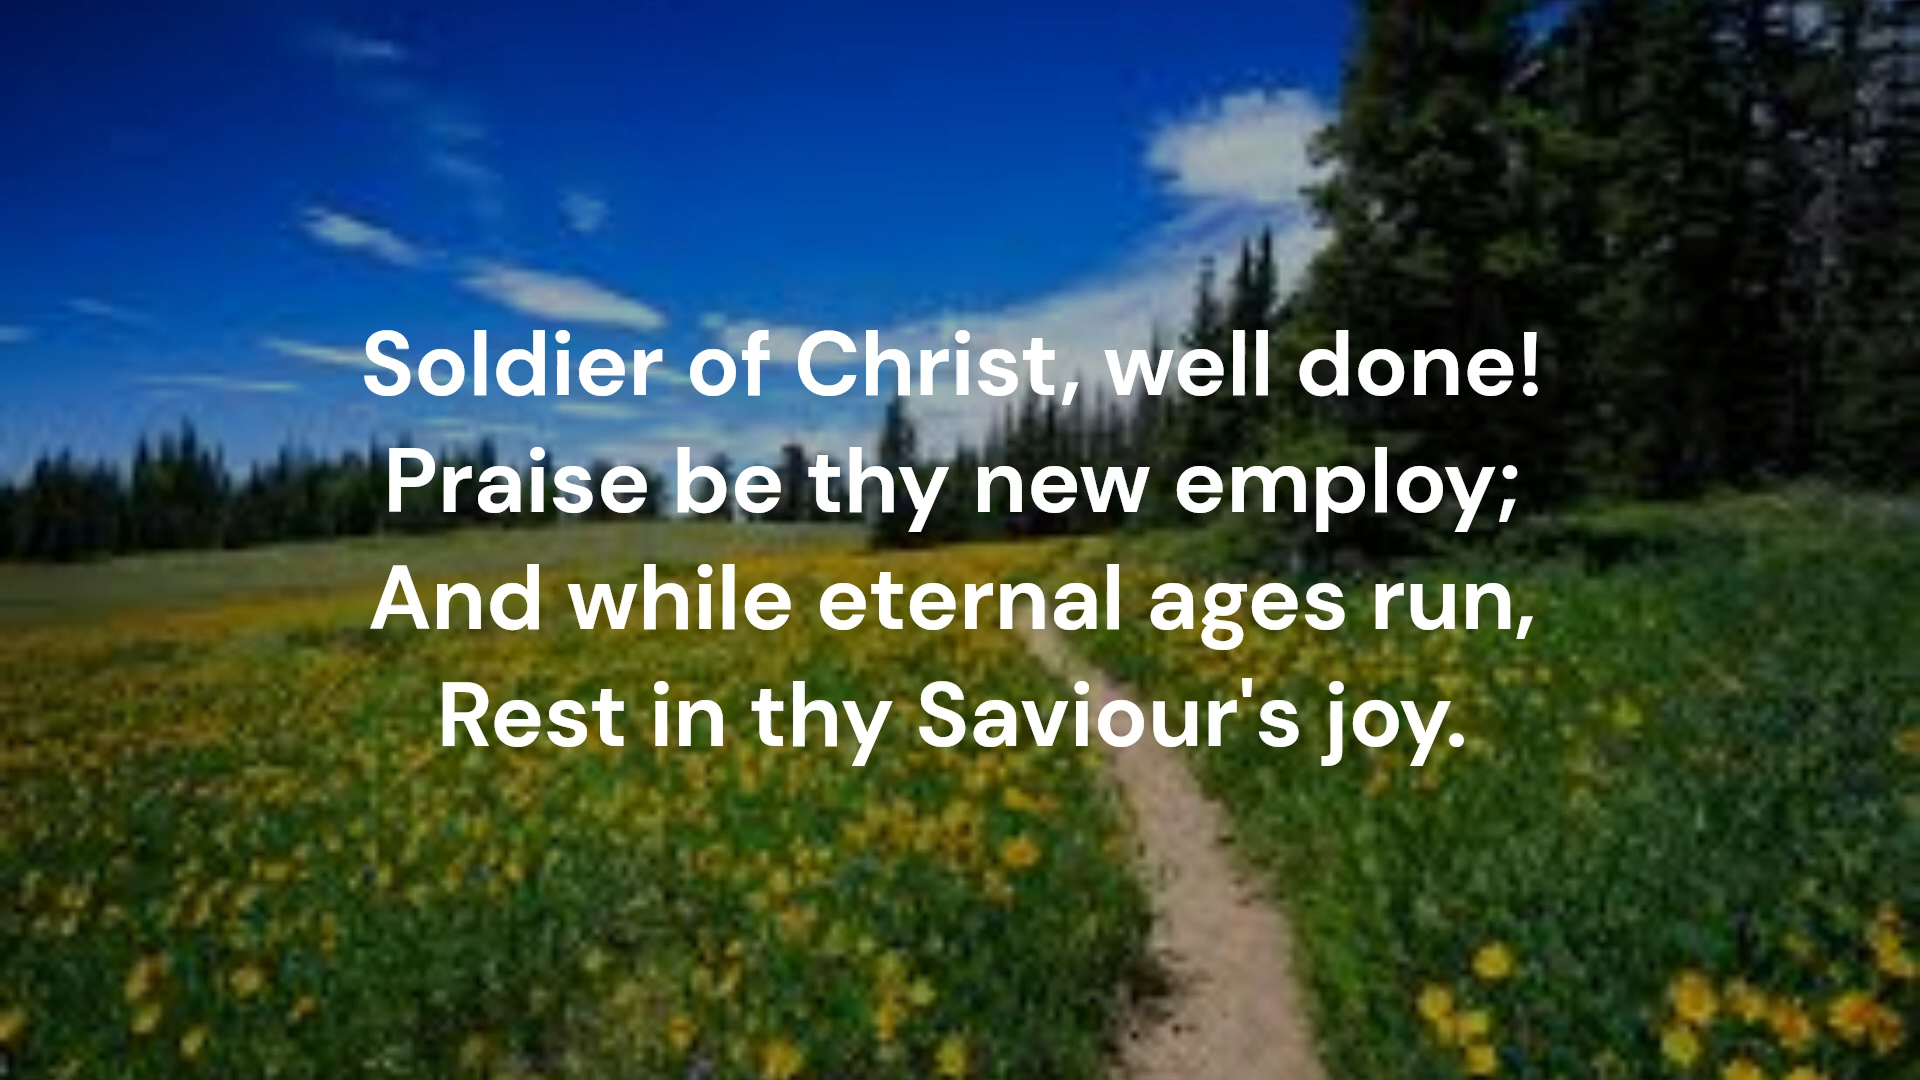 Soldier of Christ, well done!
Praise be thy new employ;
And while eternal ages run,
Rest in thy Saviour's joy.